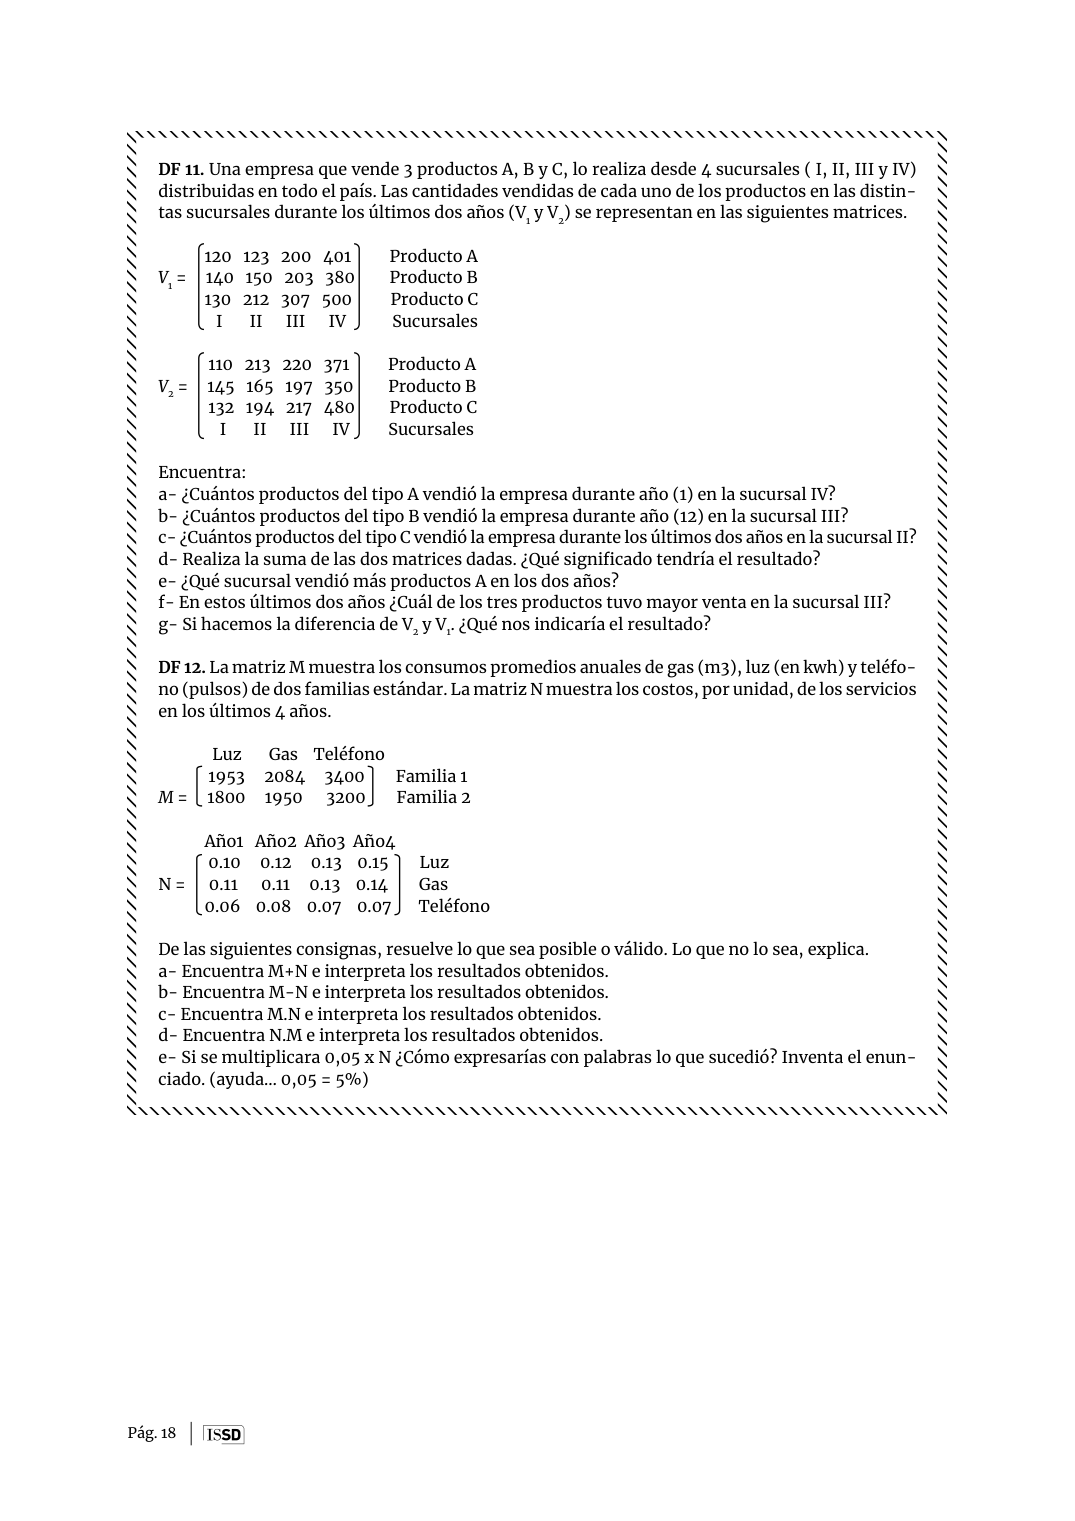 DF 11. Una empresa que vende 3 productos A, B y C, lo realiza desde 4 sucursales ( I, II, III y IV)
distribuidas en todo el país. Las cantidades vendidas de cada uno de los productos en las distin-
tas sucursales durante los últimos dos años (V₁ y V₂) se representan en las siguientes matrices.
120 123 200 401 Producto A
V₁ = 140 150 203 380 Producto B
130 212 307 500 Producto C
I II III IV Sucursales
110 213 220 371 Producto A
V₂ = 145 165 197 350 Producto B
132 194 217 480 Producto C
I II III IV Sucursales
Encuentra:
a- ¿Cuántos productos del tipo A vendió la empresa durante año (1) en la sucursal IV?
b- ¿Cuántos productos del tipo B vendió la empresa durante año (12) en la sucursal III?
c- ¿Cuántos productos del tipo C vendió la empresa durante los últimos dos años en la sucursal II?
d- Realiza la suma de las dos matrices dadas. ¿Qué significado tendría el resultado?
e- ¿Qué sucursal vendió más productos A en los dos años?
f- En estos últimos dos años ¿Cuál de los tres productos tuvo mayor venta en la sucursal III?
g- Si hacemos la diferencia de V₂ y V₁. ¿Qué nos indicaría el resultado?
DF 12. La matriz M muestra los consumos promedios anuales de gas (m3), luz (en kwh) y teléfo-
no (pulsos) de dos familias estándar. La matriz N muestra los costos, por unidad, de los servicios
en los últimos 4 años.
Luz Gas Teléfono
1953 2084 3400 Familia 1
M = 1800 1950 3200 Familia 2
Año1 Año2 Año3 Año4
0.10 0.12 0.13 0.15 Luz
N = 0.11 0.11 0.13 0.14 Gas
0.06 0.08 0.07 0.07 Teléfono
De las siguientes consignas, resuelve lo que sea posible o válido. Lo que no lo sea, explica.
a- Encuentra M+N e interpreta los resultados obtenidos.
b- Encuentra M-N e interpreta los resultados obtenidos.
c- Encuentra M.N e interpreta los resultados obtenidos.
d- Encuentra N.M e interpreta los resultados obtenidos.
e- Si se multiplicara 0,05 x N ¿Cómo expresarías con palabras lo que sucedió? Inventa el enun-
ciado. (ayuda... 0,05 = 5%)
Pág. 18 ISSD